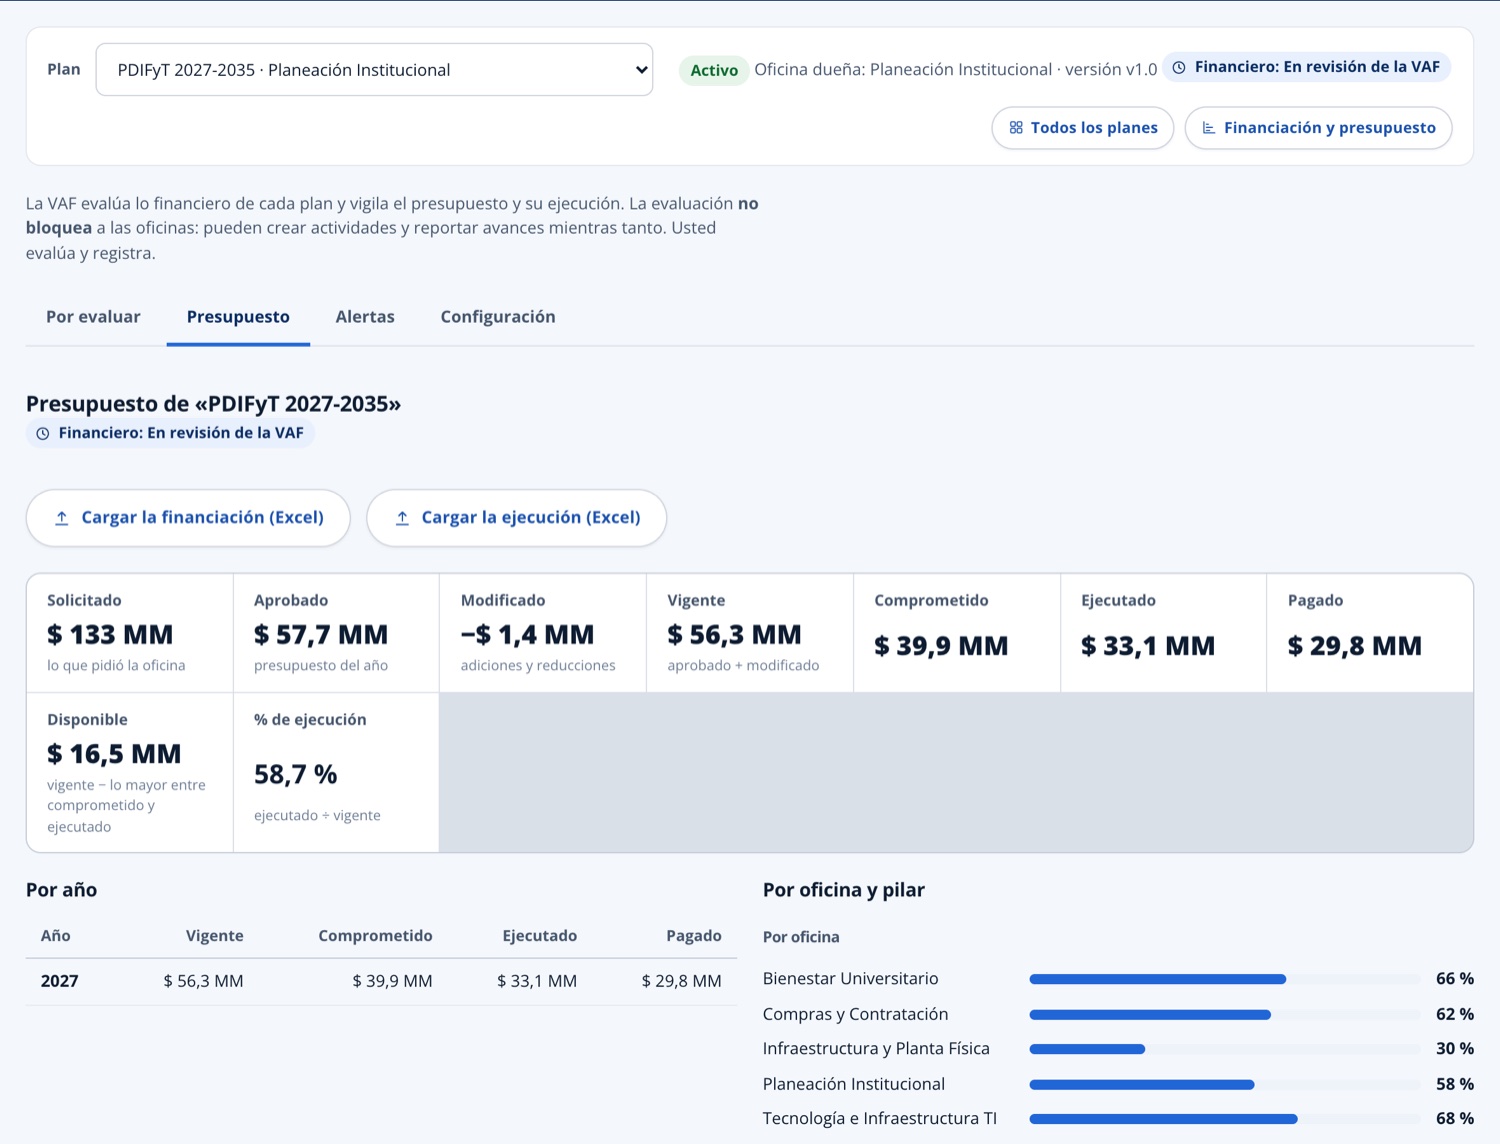 Plan
PDIFyT 2027-2035 · Planeación Institucional
Activo Oficina dueña: Planeación Institucional · versión v1.0
Financiero: En revisión de la VAF
Todos los planes
Financiación y presupuesto
La VAF evalúa lo financiero de cada plan y vigila el presupuesto y su ejecución. La evaluación no
bloquea a las oficinas: pueden crear actividades y reportar avances mientras tanto. Usted
evalúa y registra.
Por evaluar
Presupuesto
Alertas
Configuración
Presupuesto de «PDIFyT 2027-2035»
Financiero: En revisión de la VAF
Cargar la financiación (Excel)
Cargar la ejecución (Excel)
Solicitado
$ 133 MM
lo que pidió la oficina
Aprobado
$ 57,7 MM
presupuesto del año
Modificado
−$ 1,4 MM
adiciones y reducciones
Vigente
$ 56,3 MM
aprobado + modificado
Comprometido
$ 39,9 MM
Ejecutado
$ 33,1 MM
Pagado
$ 29,8 MM
Disponible
$ 16,5 MM
vigente − lo mayor entre
comprometido y
ejecutado
% de ejecución
58,7 %
ejecutado ÷ vigente
Por año
Año Vigente Comprometido Ejecutado Pagado
2027 $ 56,3 MM $ 39,9 MM $ 33,1 MM $ 29,8 MM
Por oficina y pilar
Por oficina
Bienestar Universitario 66 %
Compras y Contratación 62 %
Infraestructura y Planta Física 30 %
Planeación Institucional 58 %
Tecnología e Infraestructura TI 68 %